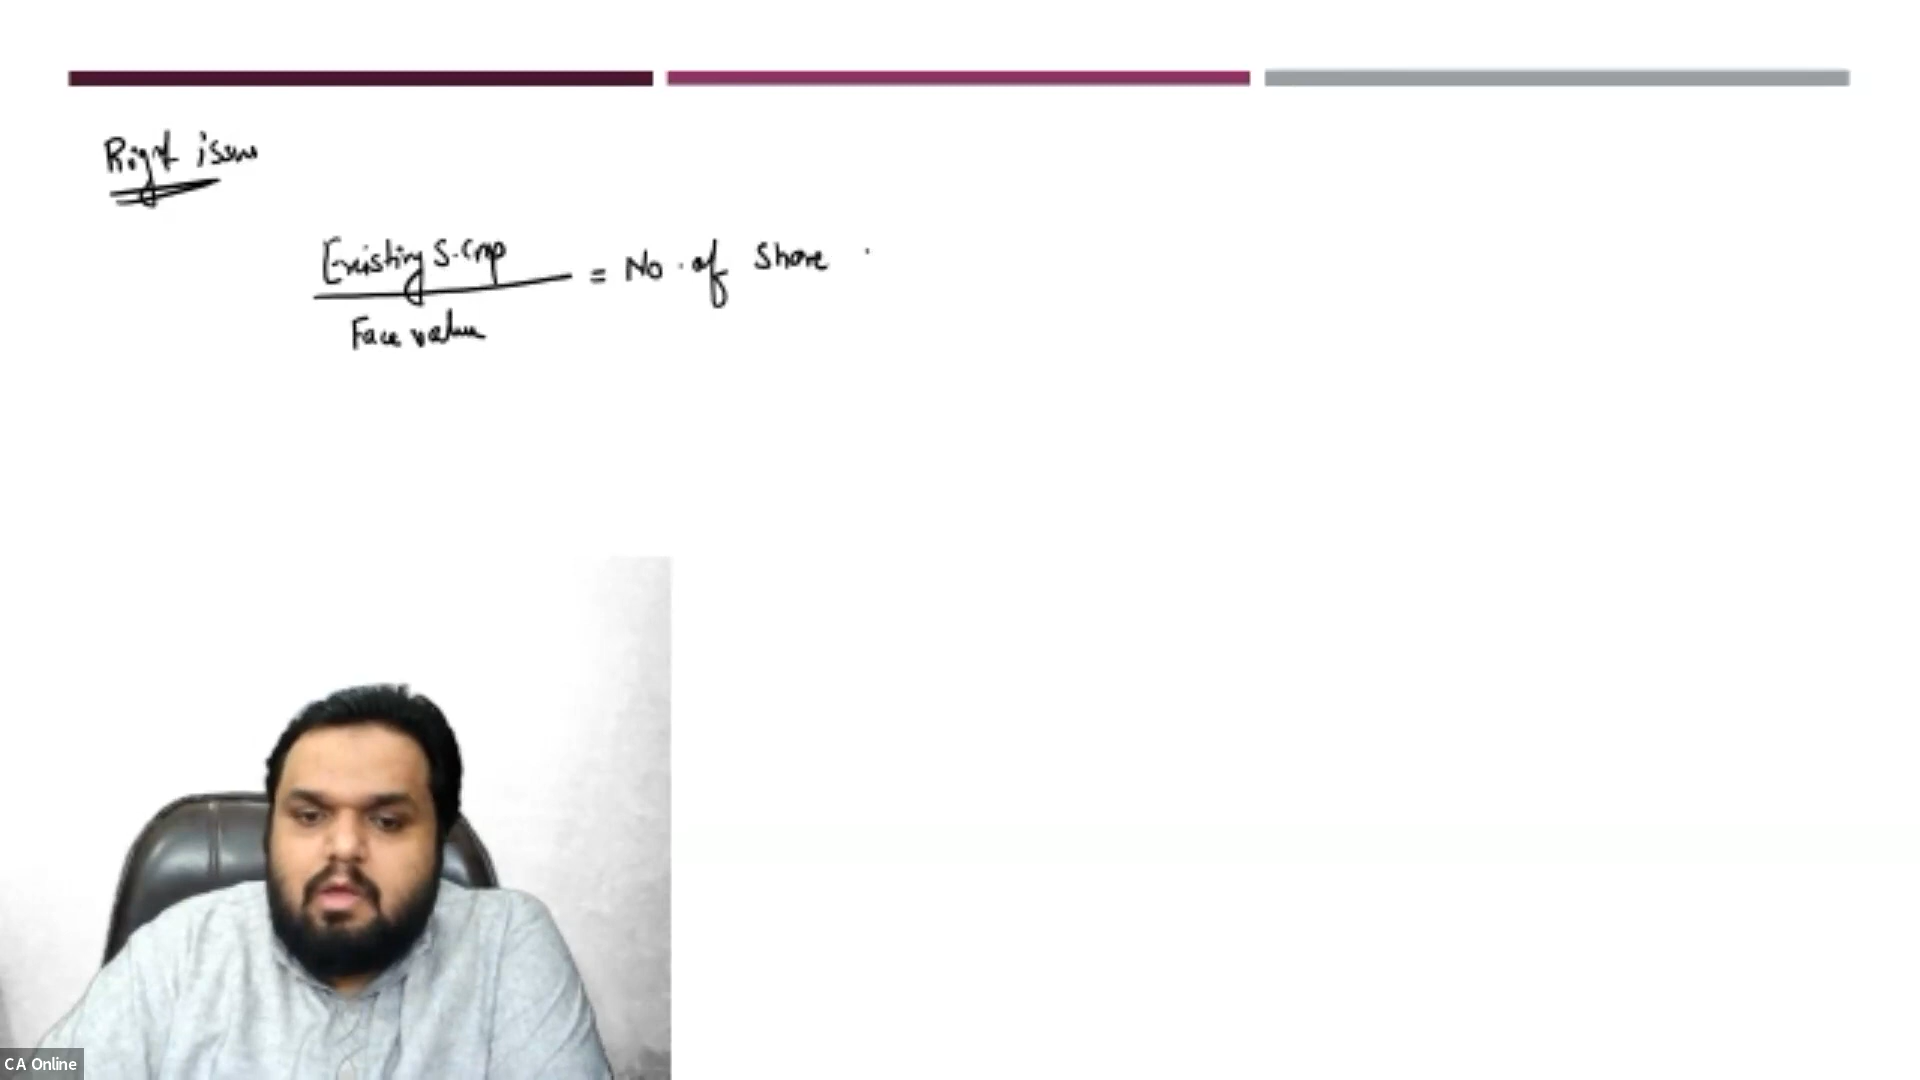 Right issue
Existing S.Cap
= No. of Share
Face value
CA Online